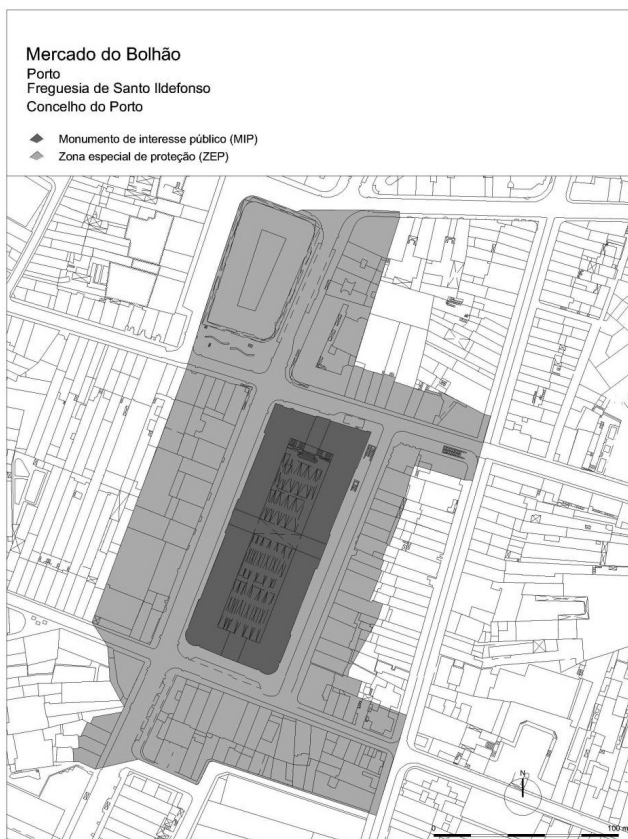 Mercado do Bolhão
Porto
Freguesia de Santo Ildefonso
Concelho do Porto
Monumento de interesse público (MIP)
Zona especial de proteção (ZEP)
N
0 100 m